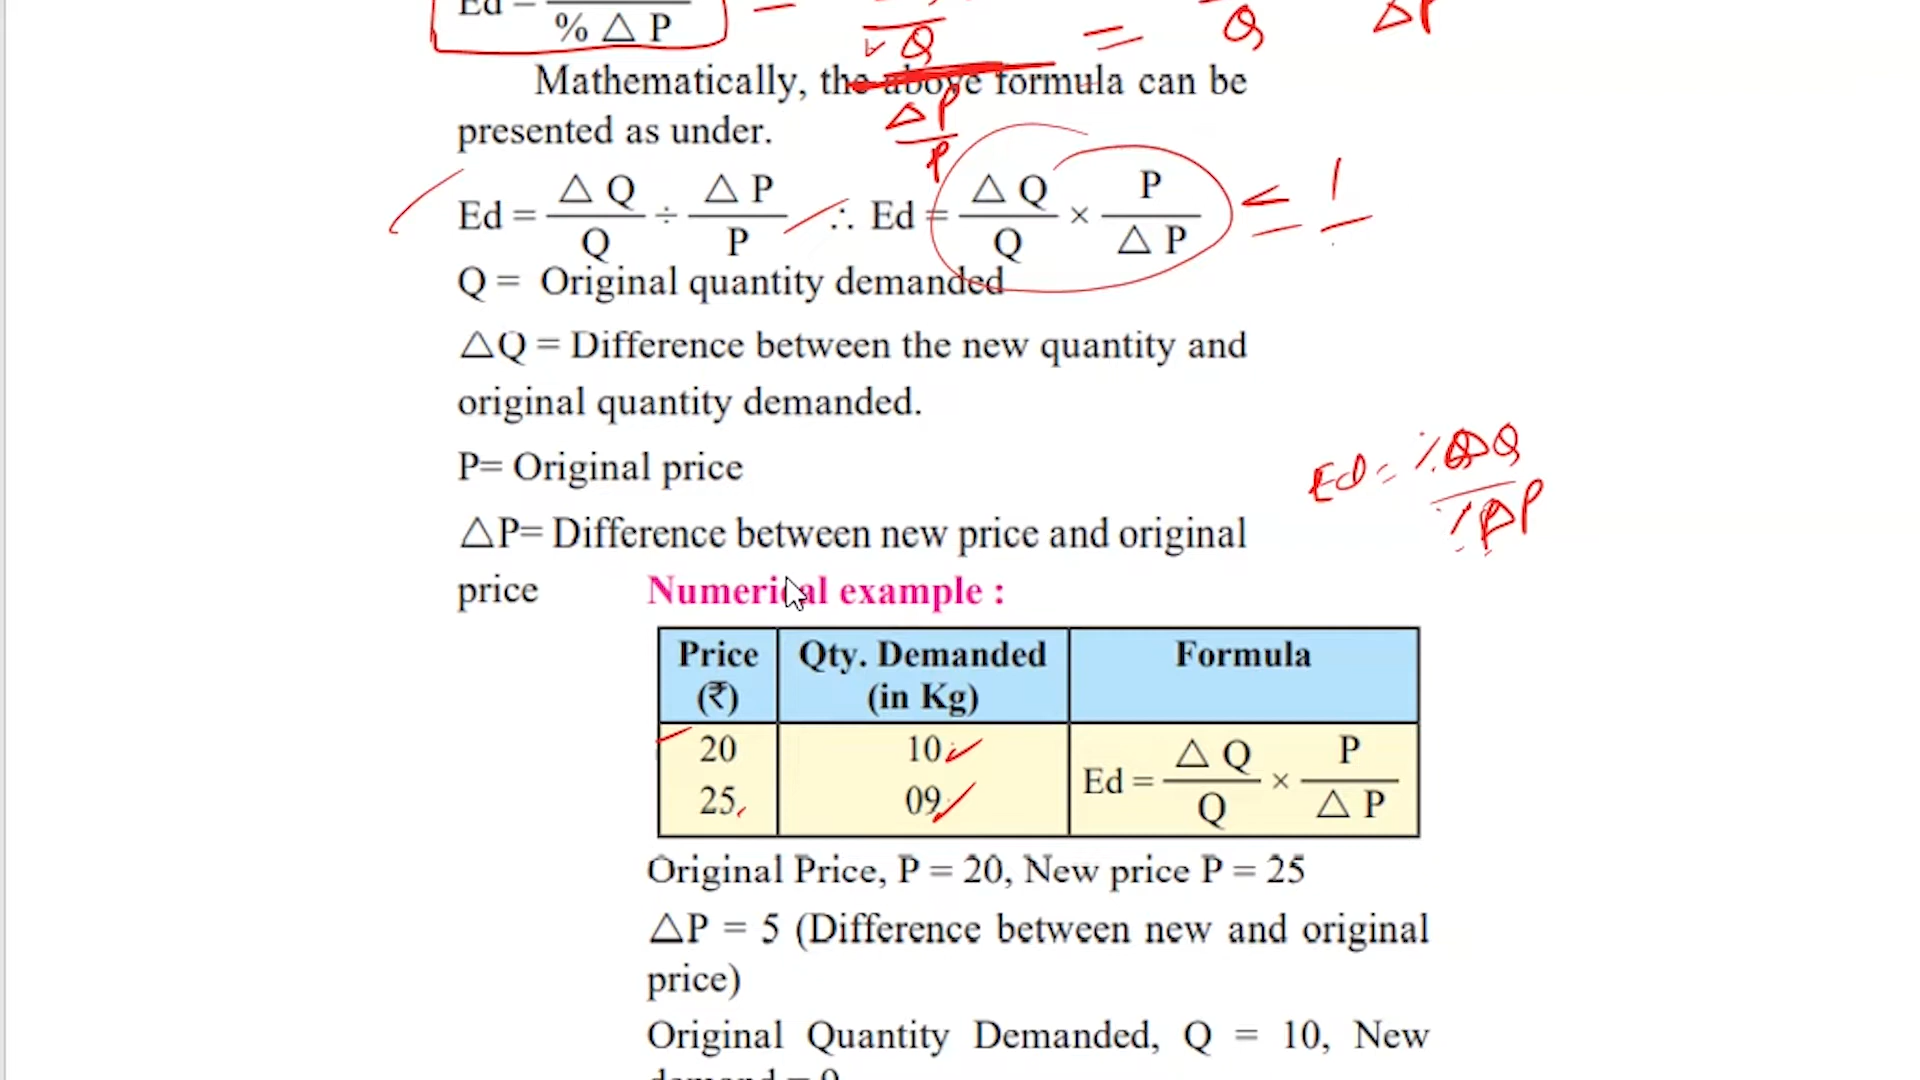 % △ P
= Q = Q △P
Mathematically, the above formula can be
presented as under.
△P
P
Ed = △ Q / Q ÷ △ P / P ∴ Ed = △ Q / Q × P / △ P = 1
Q = Original quantity demanded
△Q = Difference between the new quantity and
original quantity demanded.
P= Original price
Ed = % △Q / % △P
△P= Difference between new price and original
price
Numerical example :
Price (₹) Qty. Demanded (in Kg) Formula
20 10 Ed = △ Q / Q × P / △ P
25 09
Original Price, P = 20, New price P = 25
△P = 5 (Difference between new and original
price)
Original Quantity Demanded, Q = 10, New